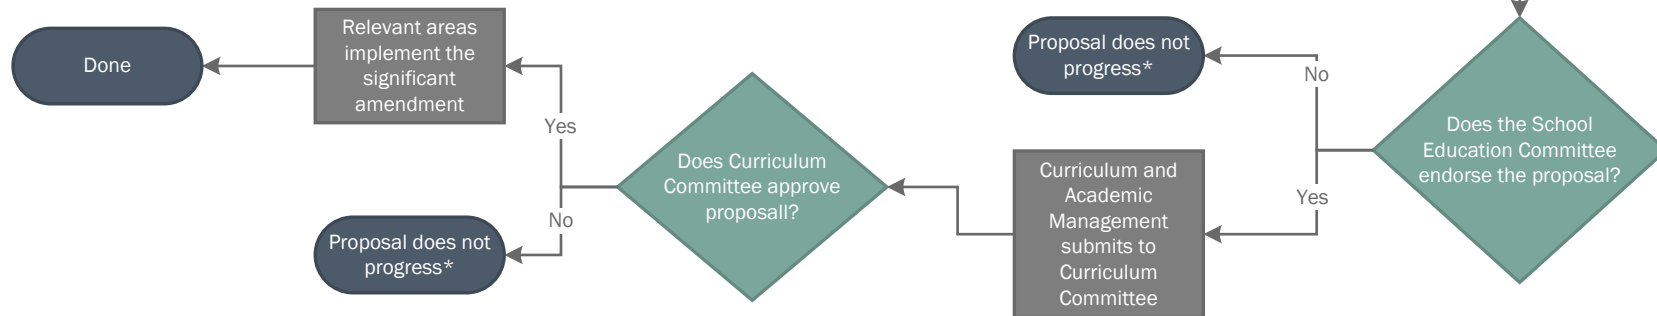 Done
Relevant areas
implement the
significant
amendment
Yes
No
Proposal does not
progress*
Does Curriculum
Committee approve
proposall?
Proposal does not
progress*
No
Yes
Curriculum and
Academic
Management
submits to
Curriculum
Committee
Does the School
Education Committee
endorse the proposal?